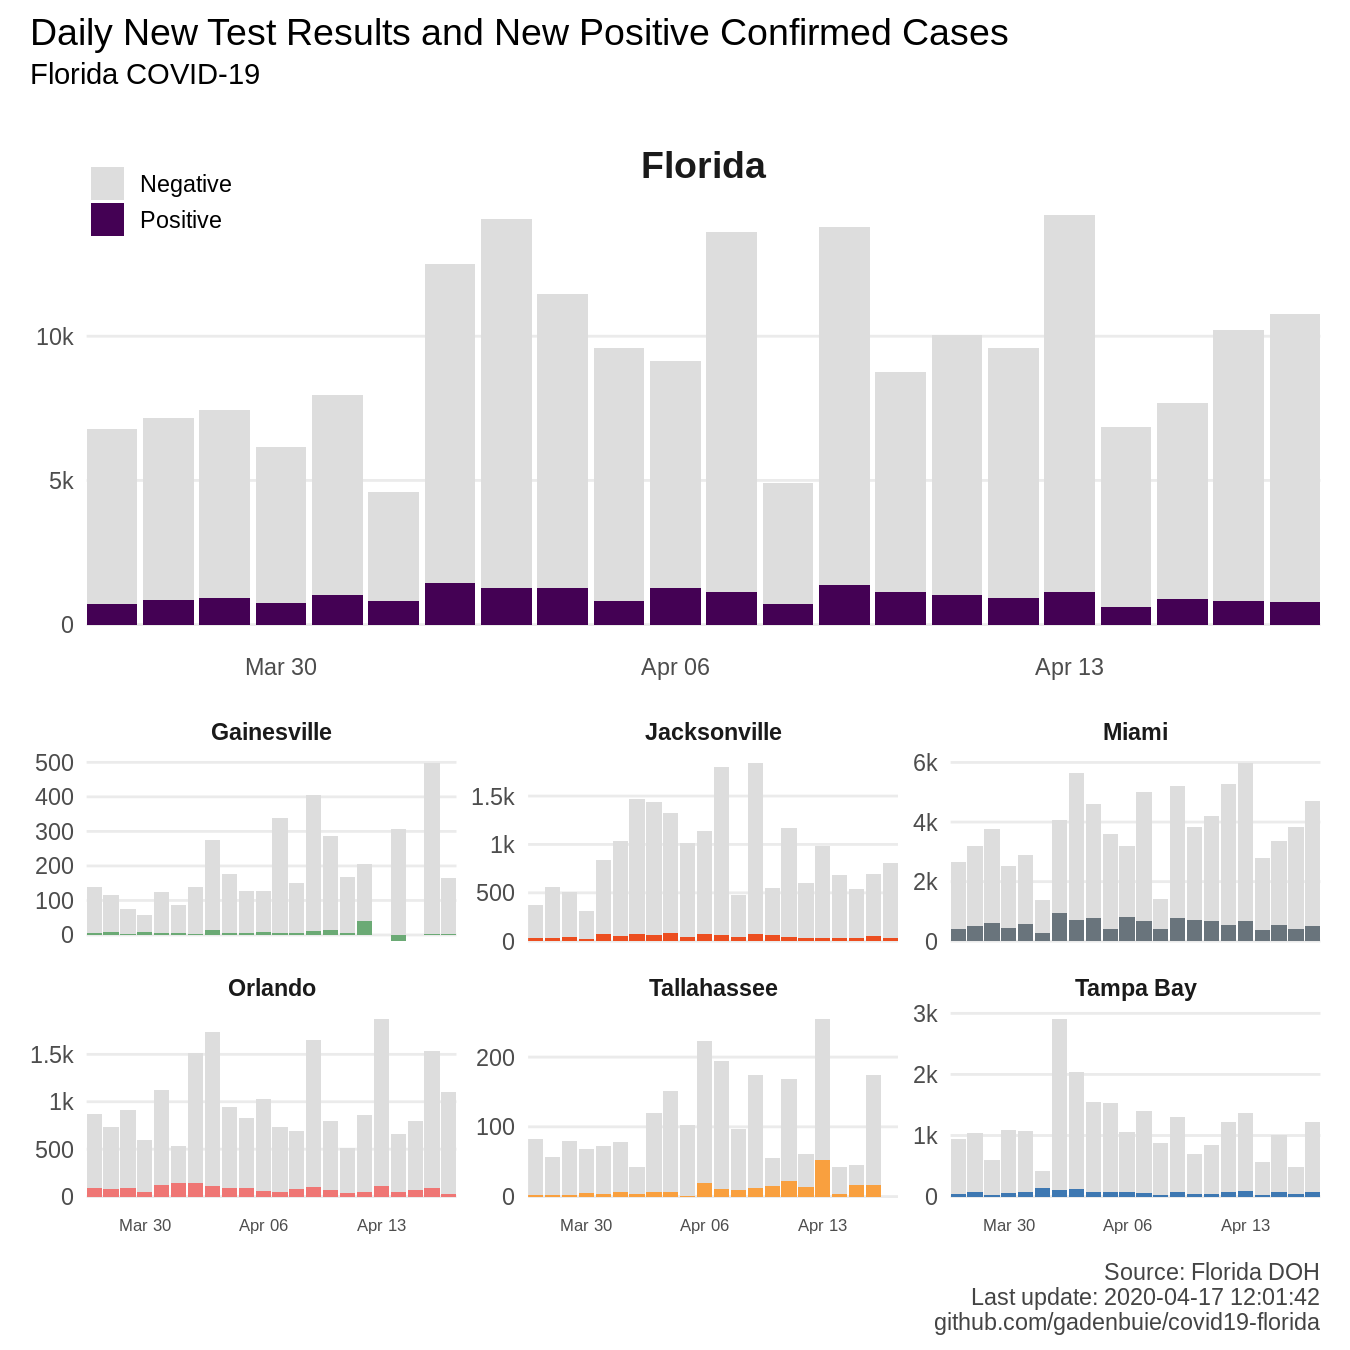 Daily New Test Results and New Positive Confirmed Cases
Florida COVID-19
Florida
Negative
Positive
10k
5k
0
Mar 30 Apr 06 Apr 13
Gainesville Jacksonville Miami
500
400
300
200
100
0
1.5k
1k
500
0
6k
4k
2k
0
Orlando Tallahassee Tampa Bay
1.5k
1k
500
0
200
100
0
3k
2k
1k
0
Mar 30 Apr 06 Apr 13 Mar 30 Apr 06 Apr 13 Mar 30 Apr 06 Apr 13
Source: Florida DOH
Last update: 2020-04-17 12:01:42
github.com/gadenbuie/covid19-florida